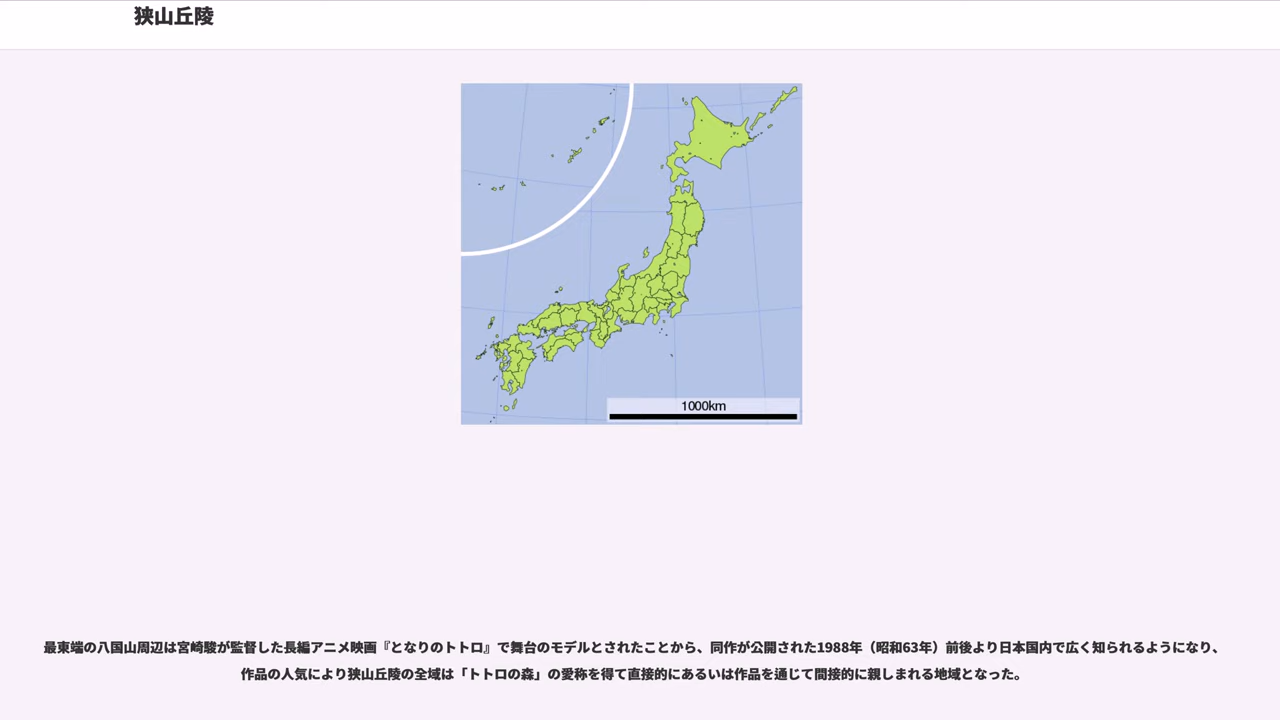 狭山丘陵
1000km
最東端の八国山周辺は宮崎駿が監督した長編アニメ映画『となりのトトロ』で舞台のモデルとされたことから、同作が公開された1988年（昭和63年）前後より日本国内で広く知られるようになり、
作品の人気により狭山丘陵の全域は「トトロの森」の愛称を得て直接的にあるいは作品を通じて間接的に親しまれる地域となった。